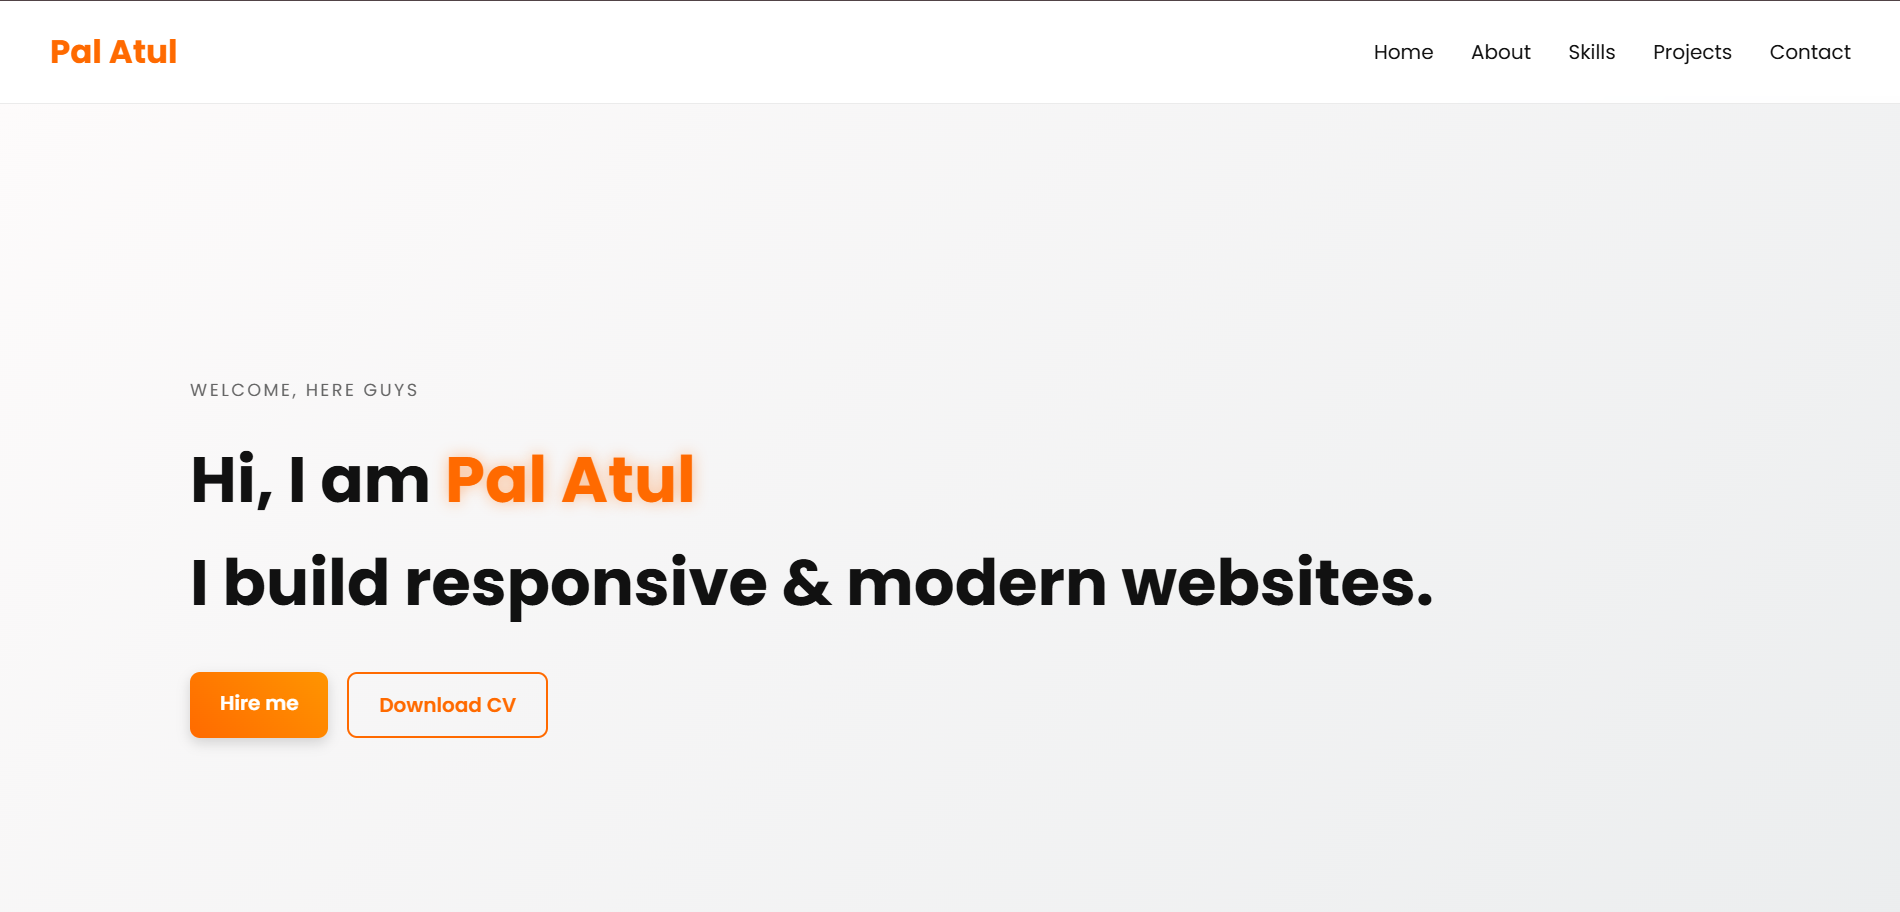 Pal Atul
Home About Skills Projects Contact
WELCOME, HERE GUYS
Hi, I am Pal Atul
I build responsive & modern websites.
Hire me
Download CV